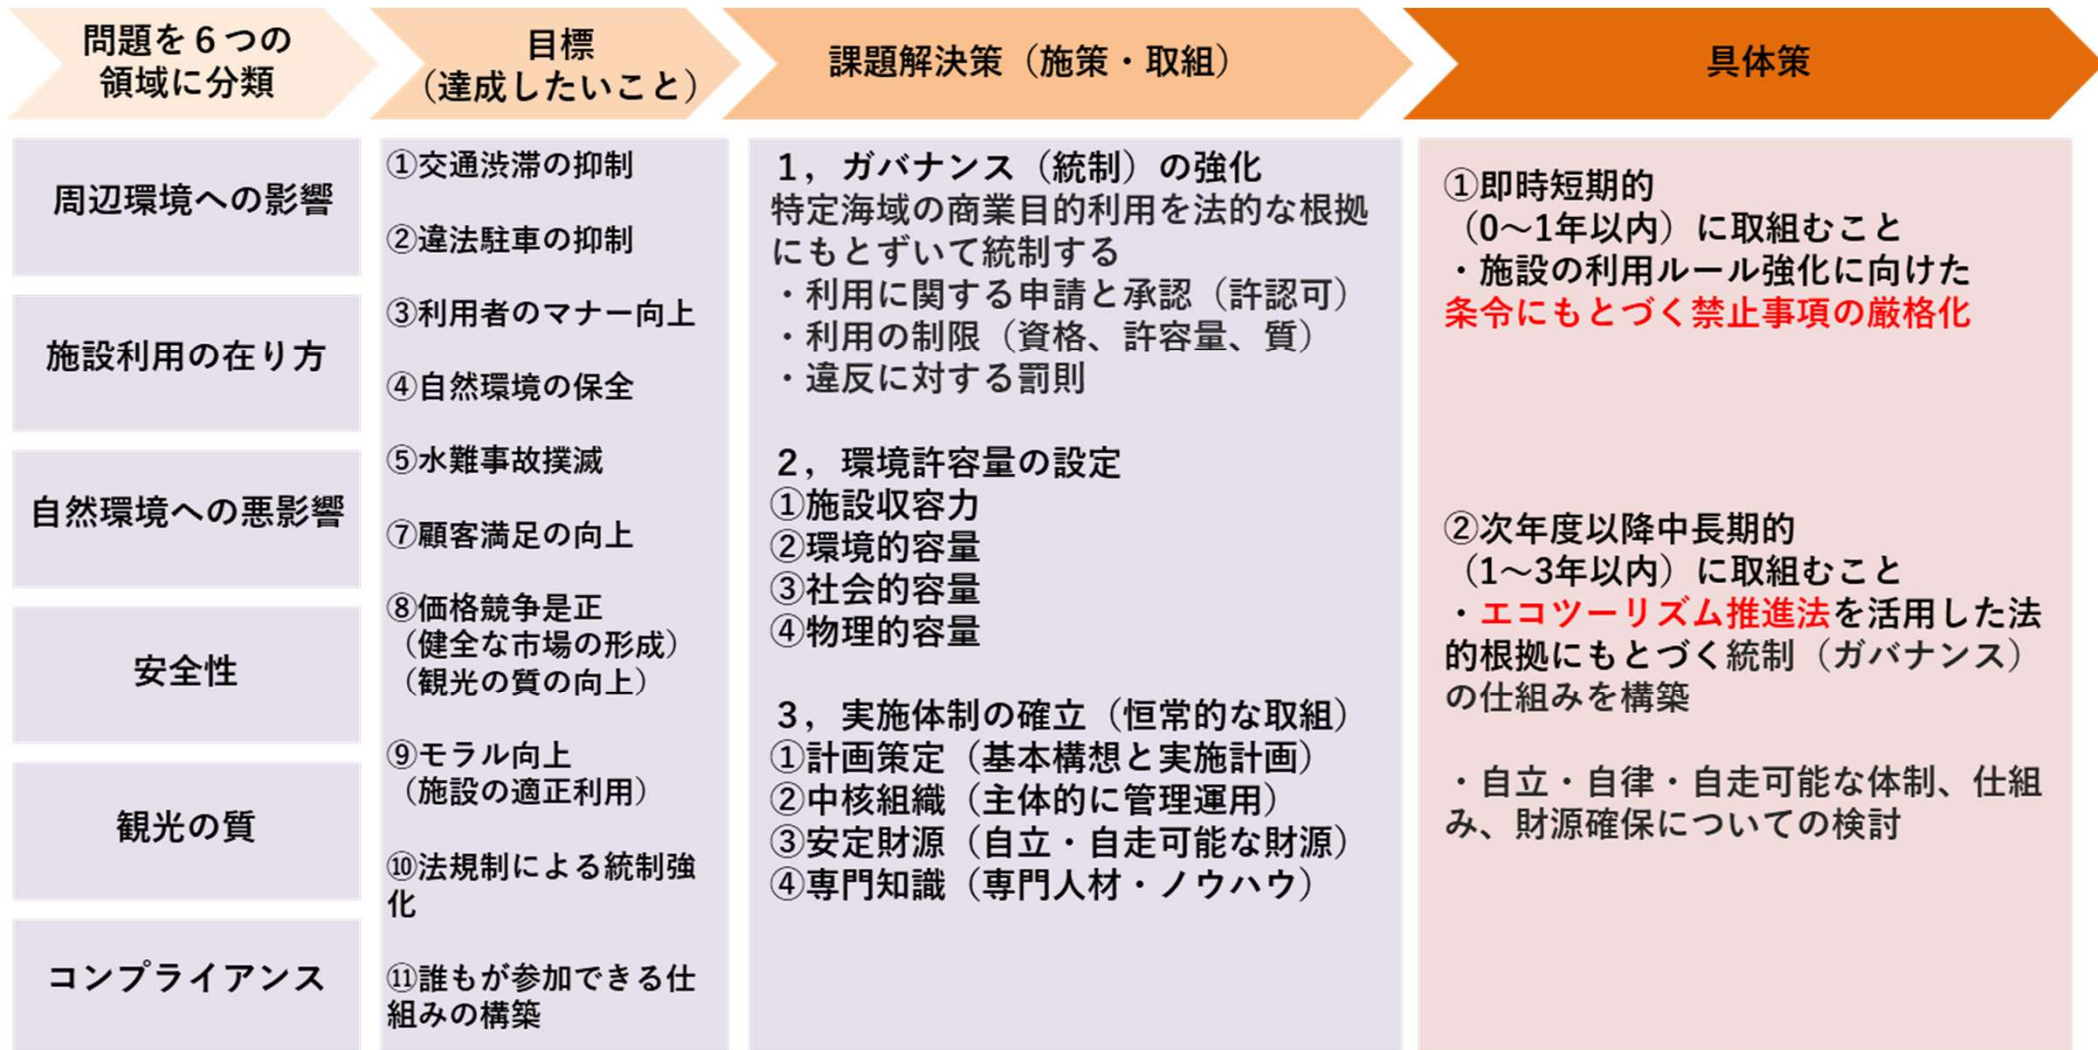 問題を6つの
領域に分類
目標
（達成したいこと）
課題解決策（施策・取組）
具体策
周辺環境への影響
施設利用の在り方
自然環境への悪影響
安全性
観光の質
コンプライアンス
①交通渋滞の抑制
②違法駐車の抑制
③利用者のマナー向上
④自然環境の保全
⑤水難事故撲滅
⑦顧客満足の向上
⑧価格競争是正
（健全な市場の形成）
（観光の質の向上）
⑨モラル向上
（施設の適正利用）
⑩法規制による統制強
化
⑪誰もが参加できる仕
組みの構築
1，ガバナンス（統制）の強化
特定海域の商業目的利用を法的な根拠
にもとずいて統制する
・利用に関する申請と承認（許認可）
・利用の制限（資格、許容量、質）
・違反に対する罰則
2，環境許容量の設定
①施設収容力
②環境的容量
③社会的容量
④物理的容量
3，実施体制の確立（恒常的な取組）
①計画策定（基本構想と実施計画）
②中核組織（主体的に管理運用）
③安定財源（自立・自走可能な財源）
④専門知識（専門人材・ノウハウ）
①即時短期的
（0～1年以内）に取組むこと
・施設の利用ルール強化に向けた
条令にもとづく禁止事項の厳格化
②次年度以降中長期的
（1～3年以内）に取組むこと
・エコツーリズム推進法を活用した法
的根拠にもとづく統制（ガバナンス）
の仕組みを構築
・自立・自律・自走可能な体制、仕組
み、財源確保についての検討